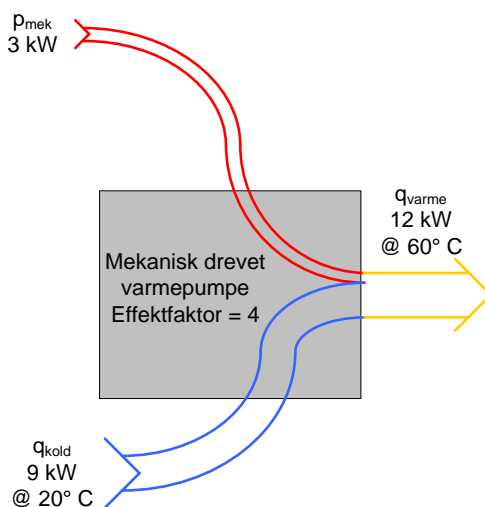 pmek
3 kW
qvarme
12 kW
@ 60° C
Mekanisk drevet
varmepumpe
Effektfaktor = 4
qkold
9 kW
@ 20° C